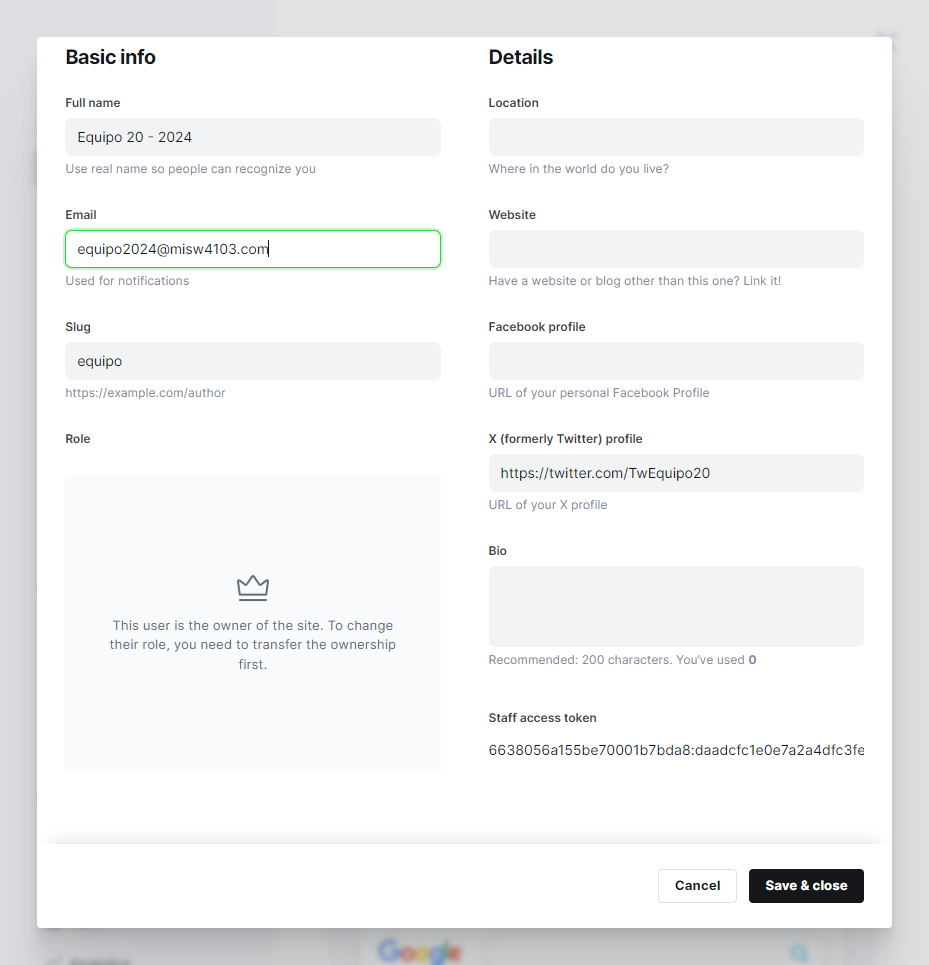 Basic info
Full name
Equipo 20 - 2024
Use real name so people can recognize you
Email
equipo2024@misw4103.com
Used for notifications
Slug
equipo
https://example.com/author
Role
This user is the owner of the site. To change
their role, you need to transfer the ownership
first.
Details
Location
Where in the world do you live?
Website
Have a website or blog other than this one? Link it!
Facebook profile
URL of your personal Facebook Profile
X (formerly Twitter) profile
https://twitter.com/TwEquipo20
URL of your X profile
Bio
Recommended: 200 characters. You've used 0
Staff access token
6638056a155be70001b7bda8:daadcfc1e0e7a2a4dfc3fe
Cancel
Save & close
Google
Analytics